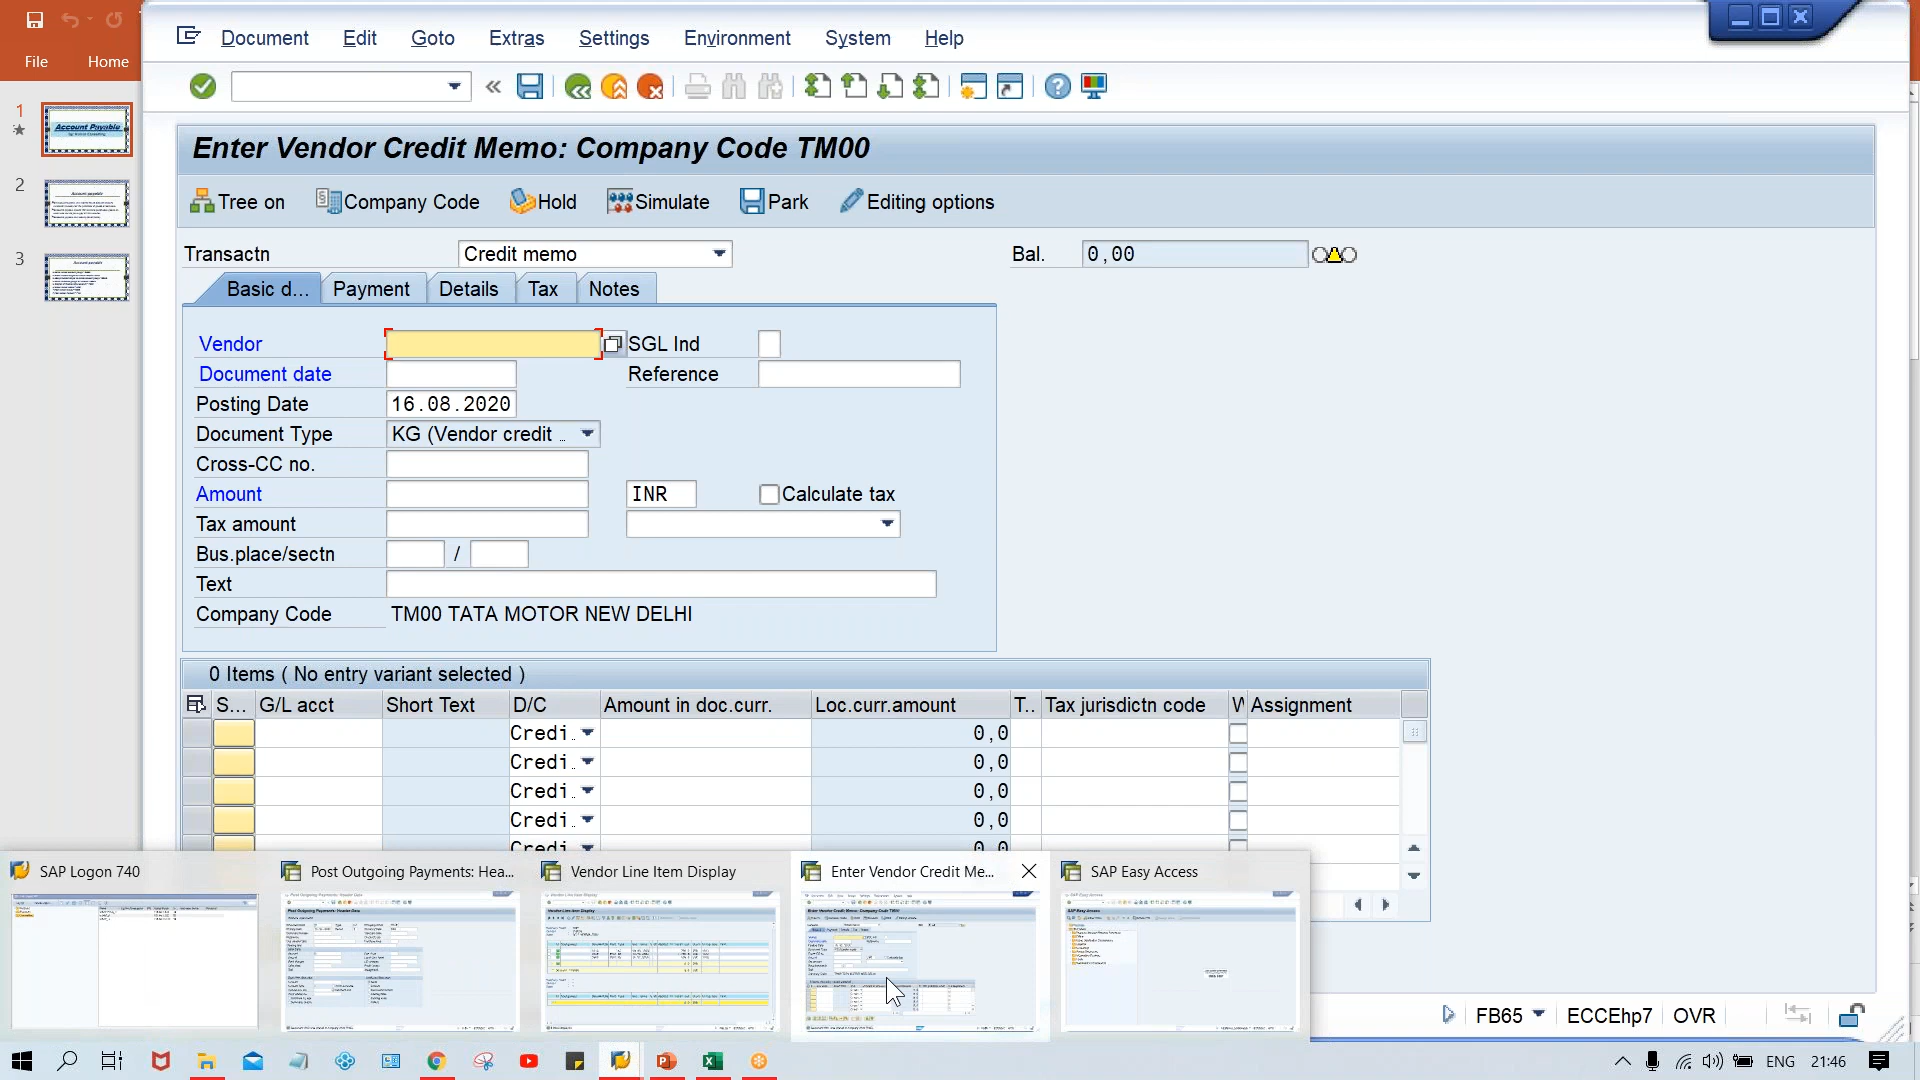 File Home
1
Account Payable
2
3
Document Edit Goto Extras Settings Environment System Help
Enter Vendor Credit Memo: Company Code TM00
Tree on Company Code Hold Simulate Park Editing options
Transactn Credit memo Bal. 0,00
Basic d... Payment Details Tax Notes
Vendor SGL Ind
Document date Reference
Posting Date 16.08.2020
Document Type KG (Vendor credit ..
Cross-CC no.
Amount INR Calculate tax
Tax amount
Bus.place/sectn /
Text
Company Code TM00 TATA MOTOR NEW DELHI
0 Items ( No entry variant selected )
S... G/L acct Short Text D/C Amount in doc.curr. Loc.curr.amount T.. Tax jurisdictn code W Assignment
Credi.. 0,0
Credi.. 0,0
Credi.. 0,0
Credi.. 0,0
Credi.. 0,0
SAP Logon 740 Post Outgoing Payments: Hea... Vendor Line Item Display Enter Vendor Credit Me... SAP Easy Access
FB65 ECCEhp7 OVR
ENG 21:46